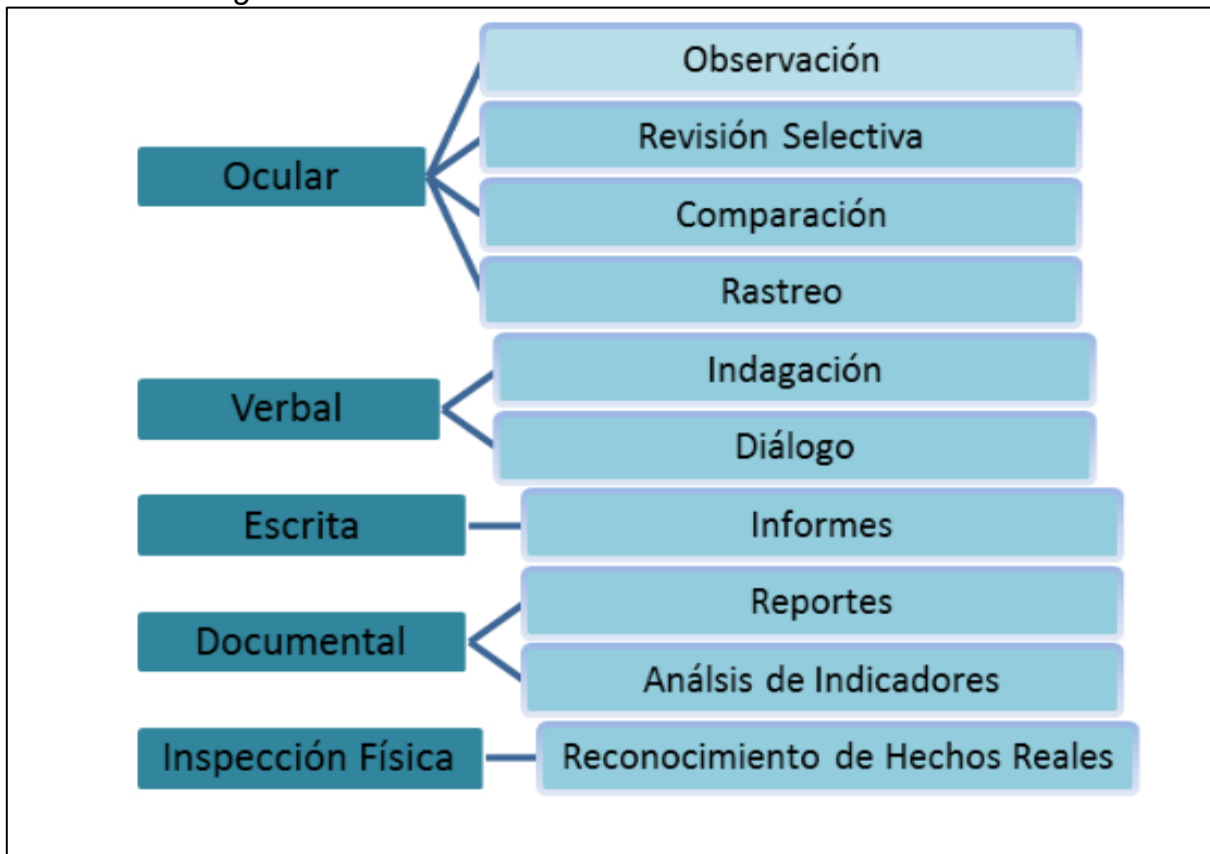 Ocular
Observación
Revisión Selectiva
Comparación
Rastreo
Verbal
Indagación
Diálogo
Escrita
Informes
Documental
Reportes
Análsis de Indicadores
Inspección Física
Reconocimiento de Hechos Reales